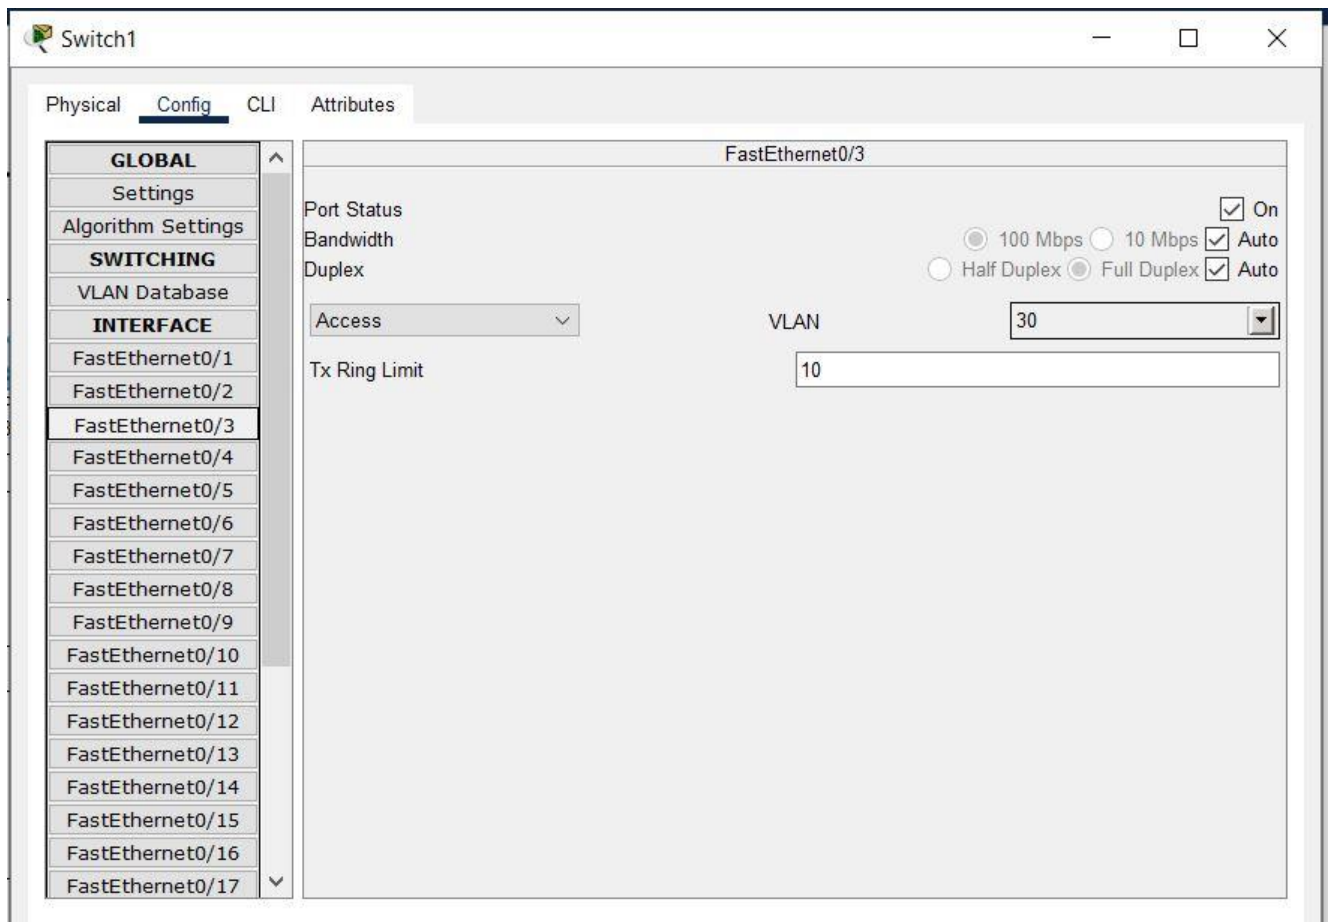 Switch1
Physical Config CLI Attributes
GLOBAL
Settings
Algorithm Settings
SWITCHING
VLAN Database
INTERFACE
FastEthernet0/1
FastEthernet0/2
FastEthernet0/3
FastEthernet0/4
FastEthernet0/5
FastEthernet0/6
FastEthernet0/7
FastEthernet0/8
FastEthernet0/9
FastEthernet0/10
FastEthernet0/11
FastEthernet0/12
FastEthernet0/13
FastEthernet0/14
FastEthernet0/15
FastEthernet0/16
FastEthernet0/17
FastEthernet0/3
Port Status On
Bandwidth 100 Mbps 10 Mbps Auto
Duplex Half Duplex Full Duplex Auto
Access VLAN 30
Tx Ring Limit 10